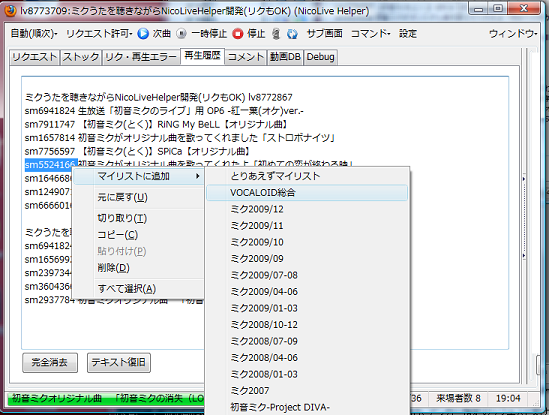 lv8773709:ミクうたを聴きながらNicoLiveHelper開発(リクもOK) (NicoLive Helper)
自動(順次)・ リクエスト許可・ 次曲 一時停止 停止 サブ画面 コマンド・ 設定 ウィンドウ・
リクエスト ストック リク・再生エラー 再生履歴 コメント 動画DB Debug
ミクうたを聴きながらNicoLiveHelper開発(リクもOK) lv8772867
sm6941824 生放送「初音ミクのライブ」用 OP6 -紅一葉(オケ)ver.-
sm7911747 【初音ミク(とく)】RiNG My BeLL【オリジナル曲】
sm1657814 初音ミクがオリジナル曲を歌ってくれました「ストロボナイツ」
sm7756597 【初音ミク(とく)】SPiCa【オリジナル曲】
sm5524166 初音ミクがオリジナル曲を歌ってくれたよ「初めての恋が終わる時」
sm1646686
sm124907
sm666601
ミクうた
sm694182
sm165699
sm239734
sm360436
sm2937784 初音ミクオリジナル曲 「初音
マイリストに追加
元に戻す(U)
切り取り(T)
コピー(C)
貼り付け(P)
削除(D)
すべて選択(A)
とりあえずマイリスト
VOCALOID総合
ミク2009/12
ミク2009/11
ミク2009/10
ミク2009/09
ミク2009/07-08
ミク2009/04-06
ミク2009/01-03
ミク2008/10-12
ミク2008/07-09
ミク2008/04-06
ミク2008/01-03
ミク2007
初音ミク-Project DIVA-
完全消去 テキスト復旧
初音ミクオリジナル曲 「初音ミクの消失（LO 36 来場者数 8 19:04